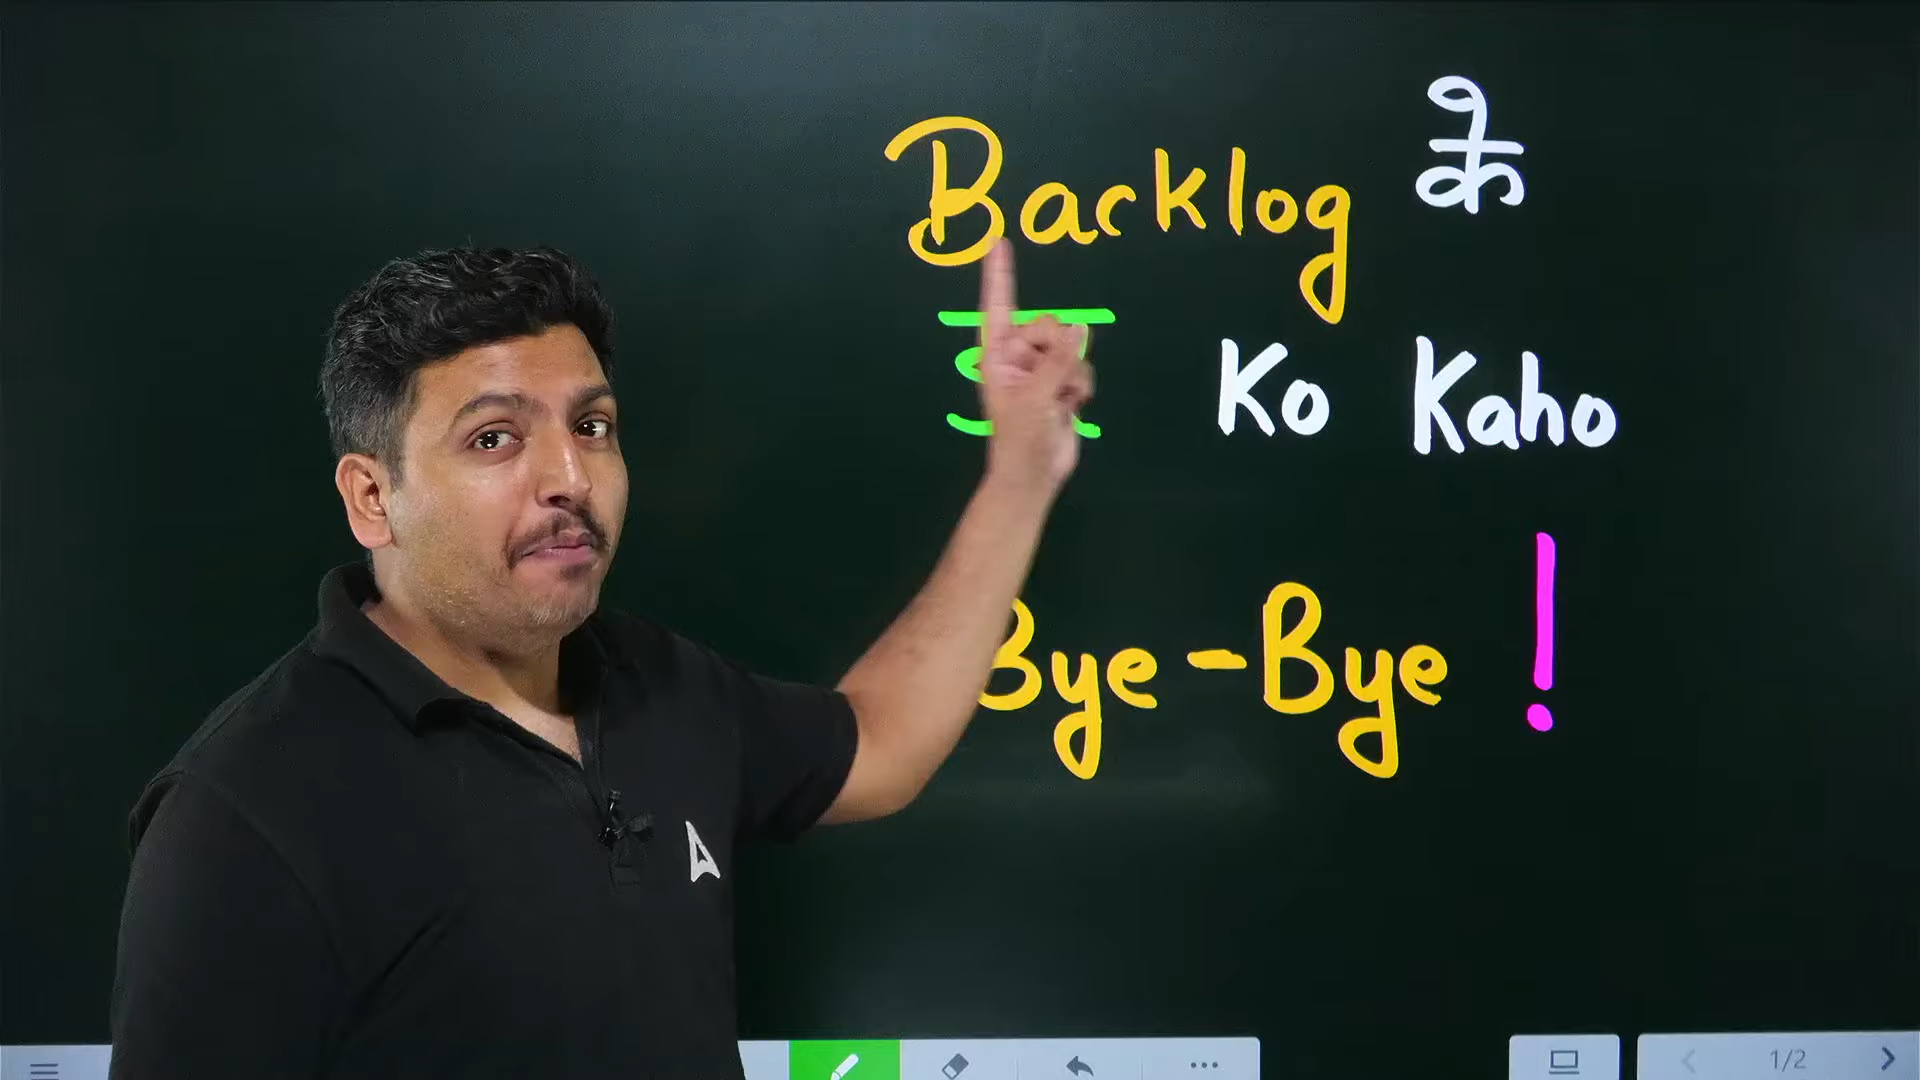 Backlog के
Ko Kaho
Bye-Bye !
1/2